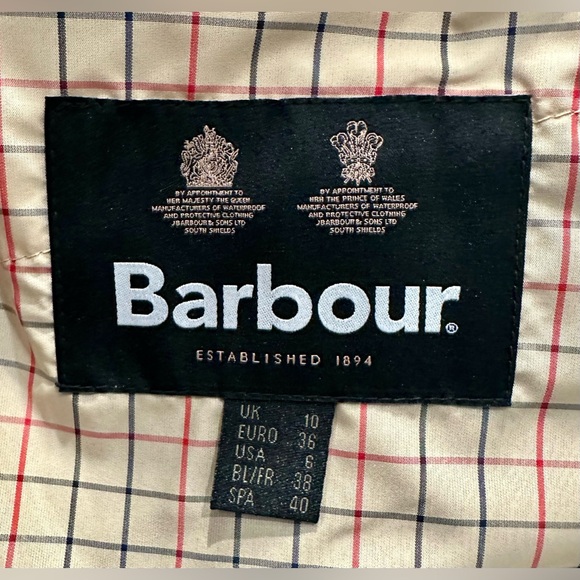 BY APPOINTMENT TO
HER MAJESTY THE QUEEN
MANUFACTURERS OF WATERPROOF
AND PROTECTIVE CLOTHING
J.BARBOUR & SONS LTD
SOUTH SHIELDS
BY APPOINTMENT TO
HRH THE PRINCE OF WALES
MANUFACTURERS OF WATERPROOF
AND PROTECTIVE CLOTHING
J.BARBOUR & SONS LTD
SOUTH SHIELDS
Barbour®
ESTABLISHED 1894
UK 10
EURO 36
USA 6
BL/FR 38
SPA 40